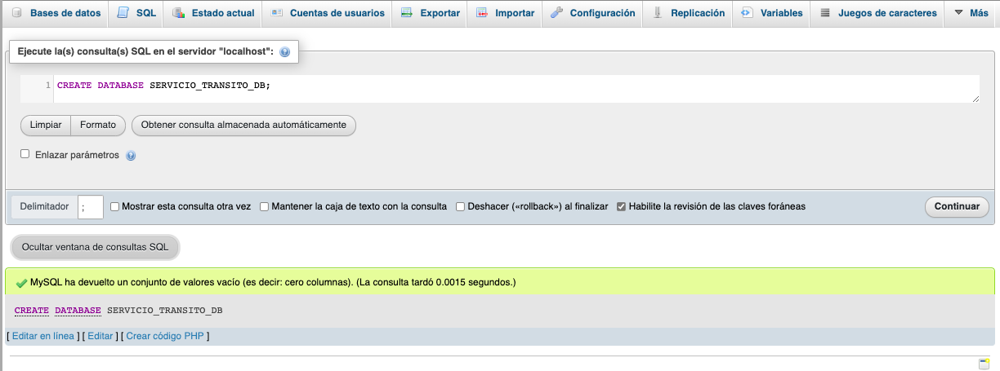 Bases de datos SQL Estado actual Cuentas de usuarios Exportar Importar Configuración Replicación Variables Juegos de caracteres Más
Ejecute la(s) consulta(s) SQL en el servidor "localhost":
1 CREATE DATABASE SERVICIO_TRANSITO_DB;
Limpiar Formato Obtener consulta almacenada automáticamente
Enlazar parámetros
Delimitador ; Mostrar esta consulta otra vez Mantener la caja de texto con la consulta Deshacer («rollback») al finalizar Habilite la revisión de las claves foráneas Continuar
Ocultar ventana de consultas SQL
MySQL ha devuelto un conjunto de valores vacío (es decir: cero columnas). (La consulta tardó 0.0015 segundos.)
CREATE DATABASE SERVICIO_TRANSITO_DB
[ Editar en línea ] [ Editar ] [ Crear código PHP ]